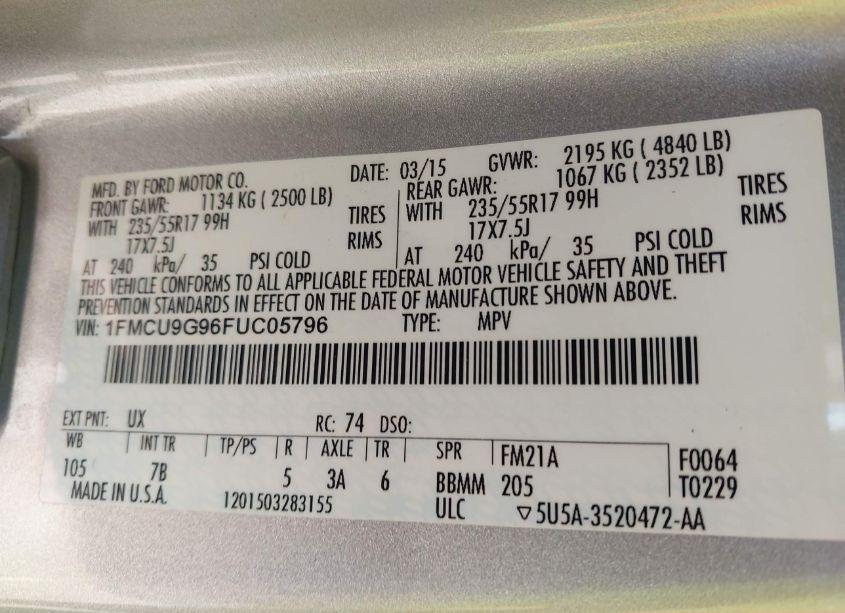 MFD. BY FORD MOTOR CO. DATE: 03/15 GVWR: 2195 KG ( 4840 LB)
FRONT GAWR: 1134 KG ( 2500 LB) REAR GAWR: 1067 KG ( 2352 LB)
WITH 235/55R17 99H TIRES WITH 235/55R17 99H TIRES
17X7.5J RIMS 17X7.5J RIMS
AT 240 kPa/ 35 PSI COLD AT 240 kPa/ 35 PSI COLD
THIS VEHICLE CONFORMS TO ALL APPLICABLE FEDERAL MOTOR VEHICLE SAFETY AND THEFT
PREVENTION STANDARDS IN EFFECT ON THE DATE OF MANUFACTURE SHOWN ABOVE.
VIN: 1FMCU9G96FUC05796 TYPE: MPV
EXT PNT: UX RC: 74 DSO:
WB INT TR TP/PS R AXLE TR SPR FM21A F0064
105 7B 5 3A 6 BBMM 205 T0229
MADE IN U.S.A. 1201503283155 ULC ▽5U5A-3520472-AA